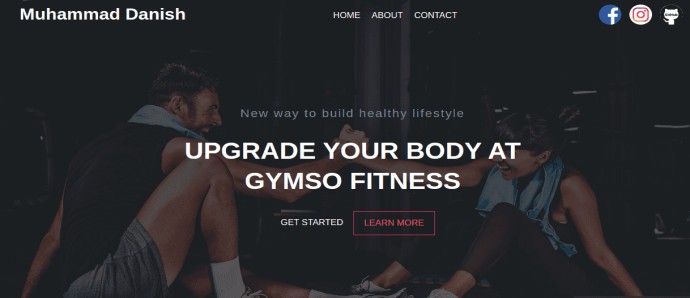 Muhammad Danish
HOME ABOUT CONTACT
New way to build healthy lifestyle
UPGRADE YOUR BODY AT
GYMSO FITNESS
GET STARTED LEARN MORE